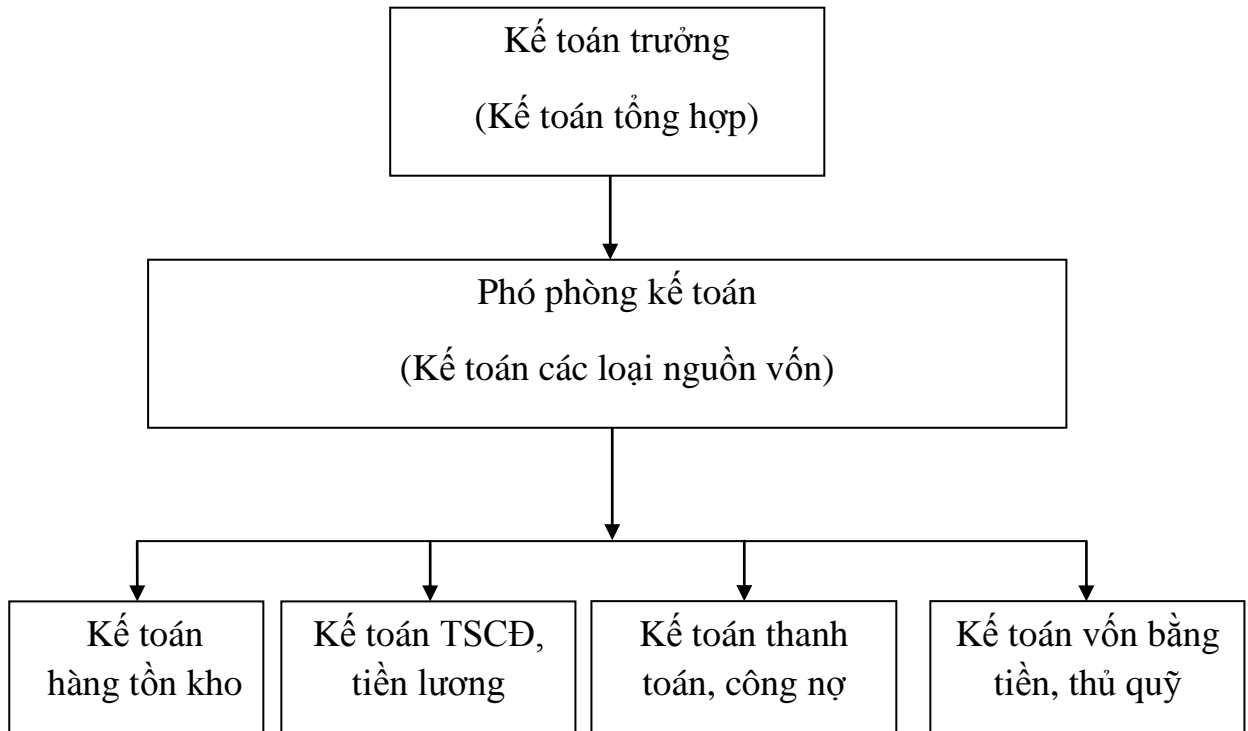 Kế toán trưởng
(Kế toán tổng hợp)
Phó phòng kế toán
(Kế toán các loại nguồn vốn)
Kế toán
hàng tồn kho
Kế toán TSCĐ,
tiền lương
Kế toán thanh
toán, công nợ
Kế toán vốn bằng
tiền, thủ quỹ